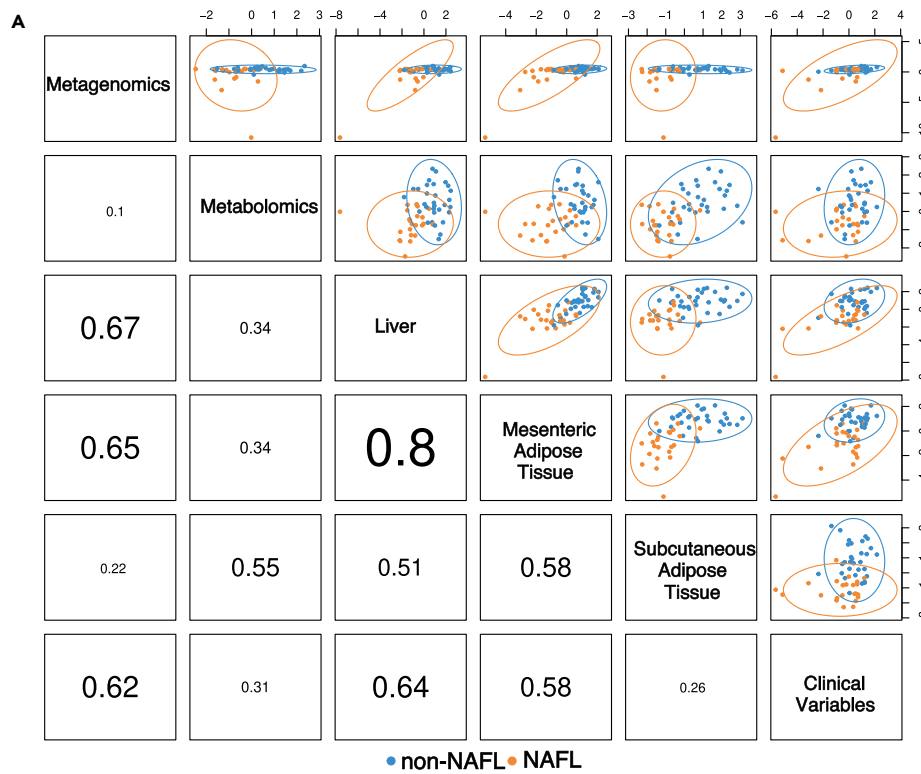 A
-2 0 1 2 3
-8 -4 0 2
-4 -2 0 2
-3 -1 0 1 2 3
-6 -4 -2 0 2 4
Metagenomics
0.1
Metabolomics
0.67
0.34
Liver
0.65
0.34
0.8
Mesenteric
Adipose
Tissue
0.22
0.55
0.51
0.58
Subcutaneous
Adipose
Tissue
0.62
0.31
0.64
0.58
0.26
Clinical
Variables
non-NAFL NAFL